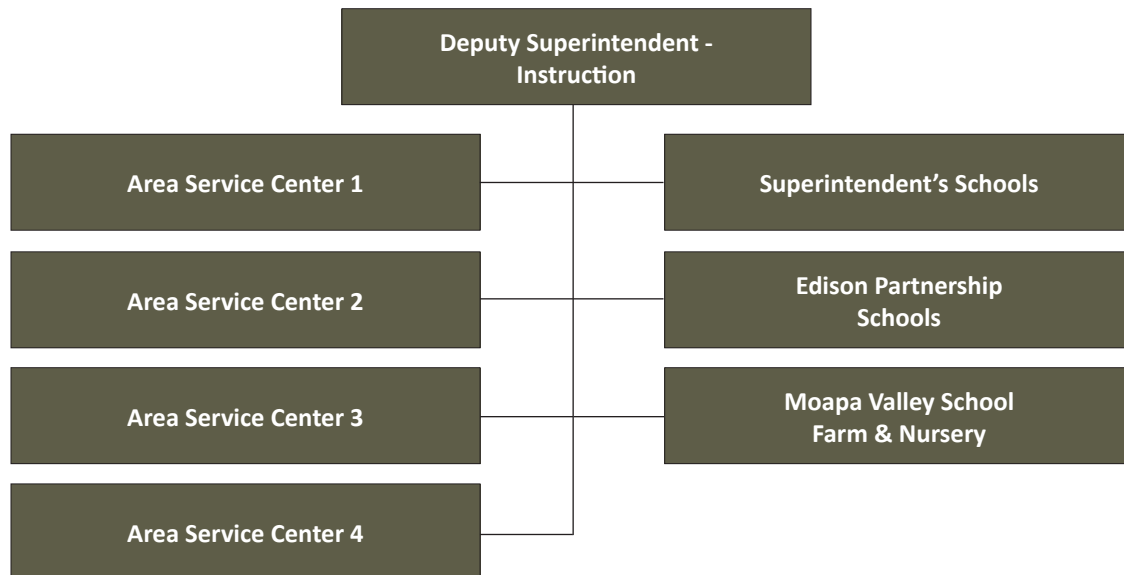 Deputy Superintendent -
Instruction
Area Service Center 1
Superintendent’s Schools
Area Service Center 2
Edison Partnership
Schools
Area Service Center 3
Moapa Valley School
Farm & Nursery
Area Service Center 4